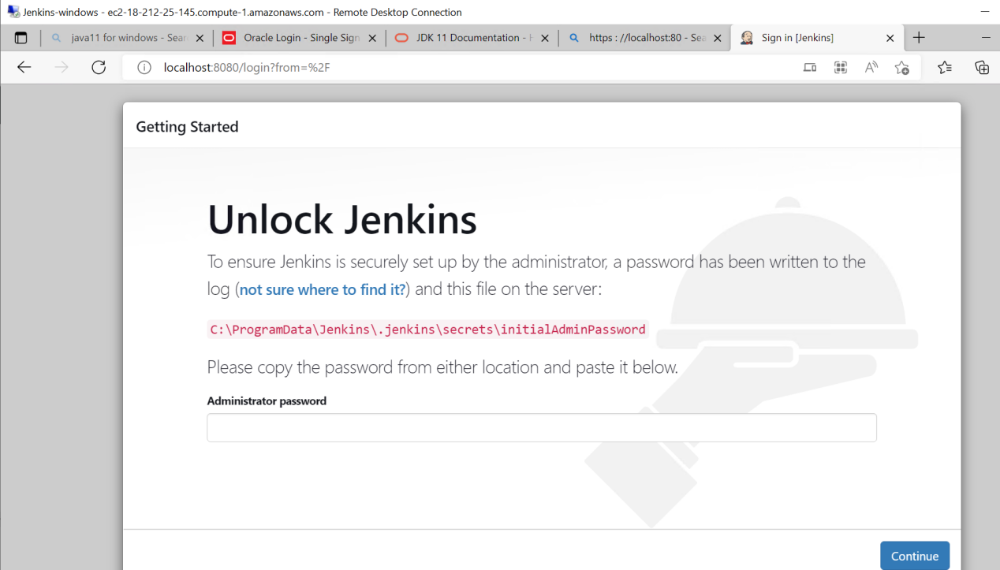 Jenkins-windows - ec2-18-212-25-145.compute-1.amazonaws.com - Remote Desktop Connection
java11 for windows - Sear
Oracle Login - Single Sign
JDK 11 Documentation - H
https : //localhost:80 - Sea
Sign in [Jenkins]
localhost:8080/login?from=%2F
Getting Started
Unlock Jenkins
To ensure Jenkins is securely set up by the administrator, a password has been written to the
log (not sure where to find it?) and this file on the server:
C:\ProgramData\Jenkins\.jenkins\secrets\initialAdminPassword
Please copy the password from either location and paste it below.
Administrator password
Continue